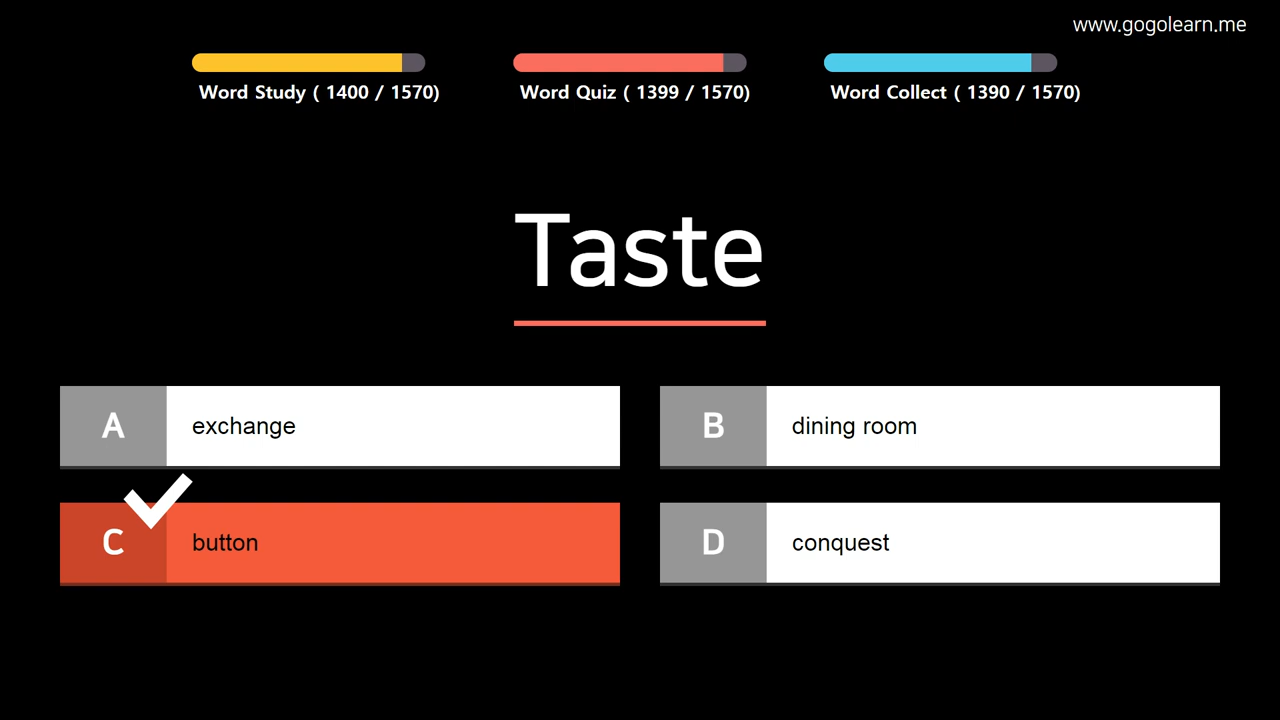 www.gogolearn.me
Word Study ( 1400 / 1570)
Word Quiz ( 1399 / 1570)
Word Collect ( 1390 / 1570)
Taste
A exchange
B dining room
C button
D conquest